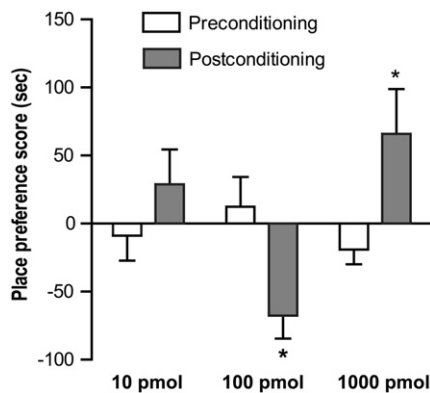 150
100
50
0
-50
-100
Place preference score (sec)
Preconditioning
Postconditioning
*
*
10 pmol 100 pmol 1000 pmol